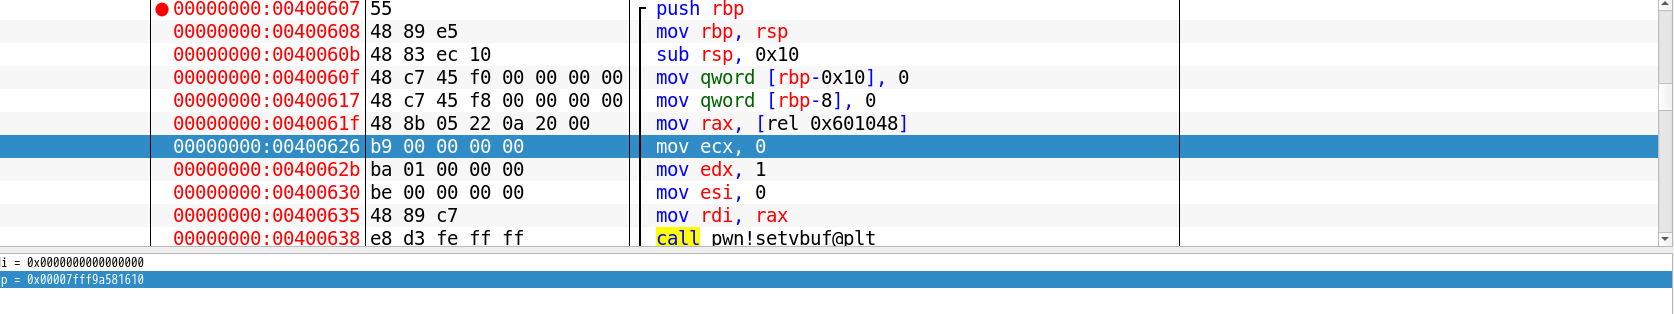 00000000:00400607 55 push rbp
00000000:00400608 48 89 e5 mov rbp, rsp
00000000:0040060b 48 83 ec 10 sub rsp, 0x10
00000000:0040060f 48 c7 45 f0 00 00 00 00 mov qword [rbp-0x10], 0
00000000:00400617 48 c7 45 f8 00 00 00 00 mov qword [rbp-8], 0
00000000:0040061f 48 8b 05 22 0a 20 00 mov rax, [rel 0x601048]
00000000:00400626 b9 00 00 00 00 mov ecx, 0
00000000:0040062b ba 01 00 00 00 mov edx, 1
00000000:00400630 be 00 00 00 00 mov esi, 0
00000000:00400635 48 89 c7 mov rdi, rax
00000000:00400638 e8 d3 fe ff ff call pwn!setvbuf@plt
i = 0x0000000000000000
p = 0x00007fff9a581610